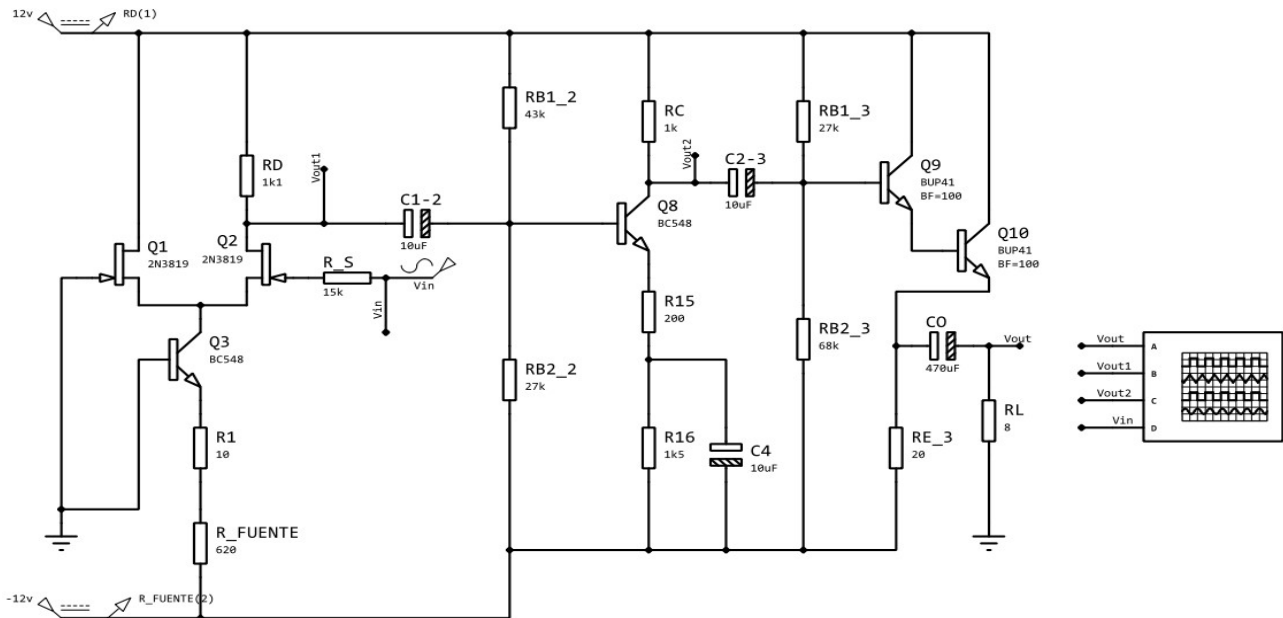 12v
RD(1)
RB1_2
43k
RC
1k
RB1_3
27k
RD
1k1
Vout1
Vout2
C2-3
10uF
Q9
BUP41
BF=100
C1-2
10uF
Q8
BC548
Q10
BUP41
BF=100
Q1
2N3819
Q2
2N3819
R_S
15k
Vin
Vin
R15
200
RB2_3
68k
CO
470uF
Vout
Q3
BC548
RB2_2
27k
RL
8
Vout
Vout1
Vout2
Vin
A
B
C
D
R1
10
R16
1k5
C4
10uF
RE_3
20
R_FUENTE
620
-12v
R_FUENTE(2)